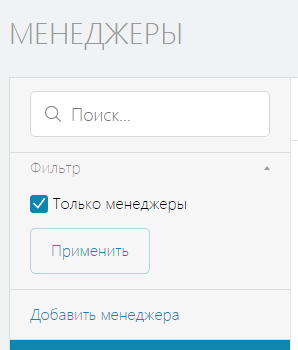 МЕНЕДЖЕРЫ
Поиск...
Фильтр
Только менеджеры
Применить
Добавить менеджера